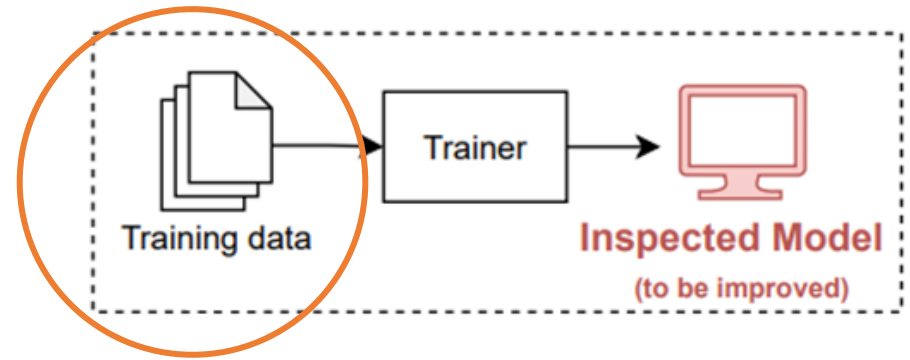 Trainer
Training data
Inspected Model
(to be improved)